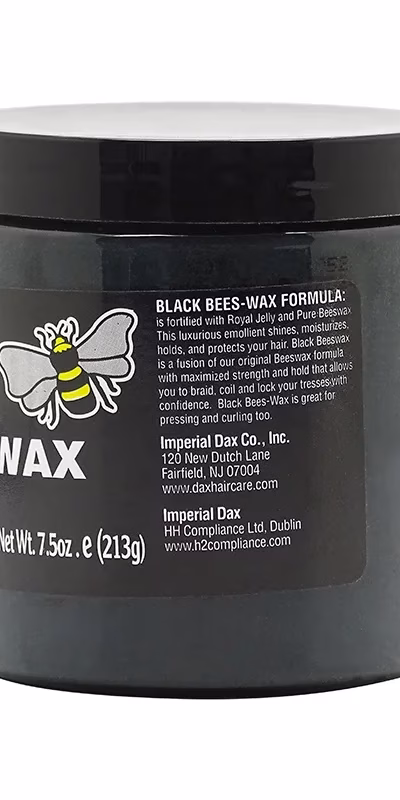 BLACK BEES-WAX FORMULA:
is fortified with Royal Jelly and Pure Beeswax
This luxurious emollient shines, moisturizes,
holds, and protects your hair. Black Beeswax
is a fusion of our original Beeswax formula
with maximized strength and hold that allows
you to braid, coil and lock your tresses with
confidence. Black Bees-Wax is great for
pressing and curling too.
WAX
Imperial Dax Co., Inc.
120 New Dutch Lane
Fairfield, NJ 07004
www.daxhaircare.com
Imperial Dax
HH Compliance Ltd, Dublin
www.h2compliance.com
Net Wt. 7.5oz. e (213g)